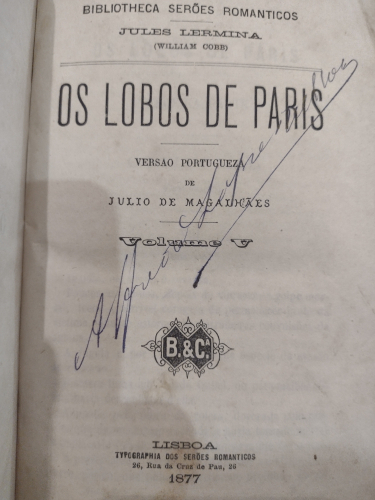 BIBLIOTHECA SERÕES ROMANTICOS
JULES LERMINA
(WILLIAM COBB)
OS LOBOS DE PARIS
VERSÃO PORTUGUEZA
DE
JULIO DE MAGALHÃES
Volume V
B. & C.ª
LISBOA
TYPOGRAPHIA DOS SERÕES ROMANTICOS
26, Rua da Cruz de Pau, 26
1877